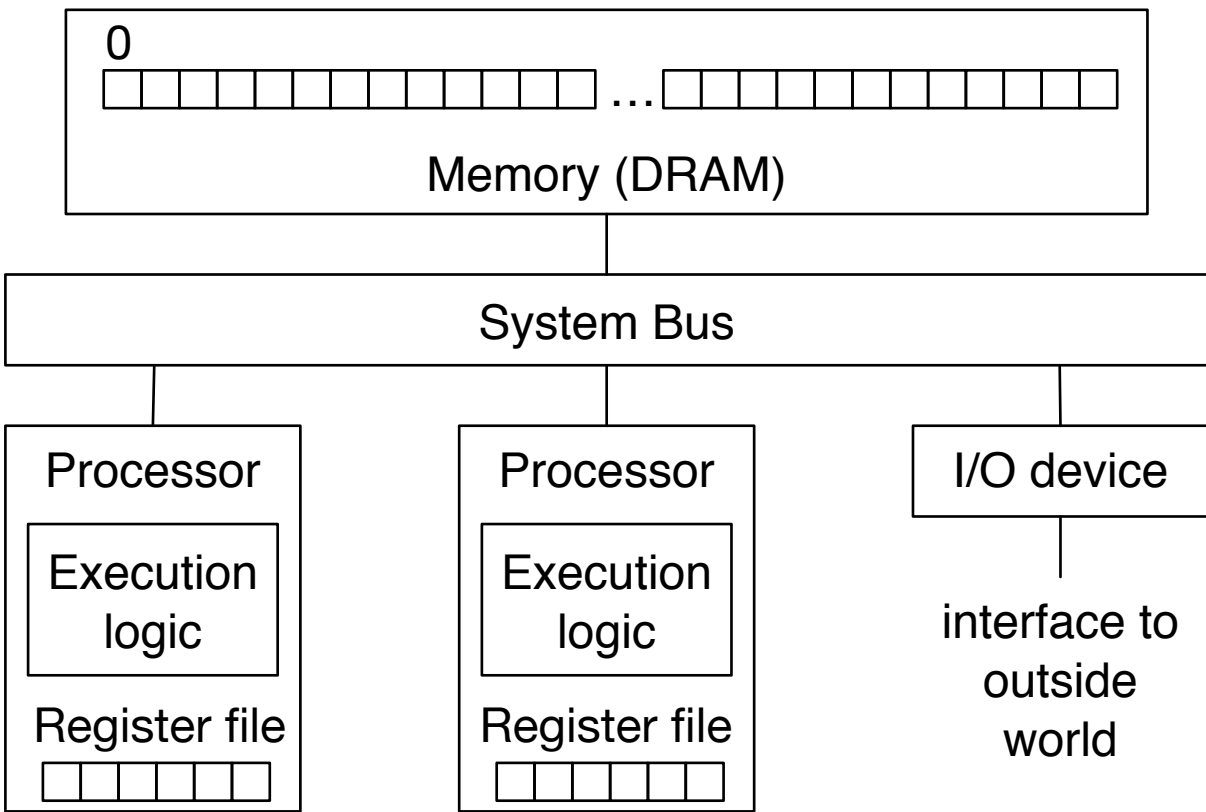 0
...
Memory (DRAM)
System Bus
Processor
Execution
logic
Register file
Processor
Execution
logic
Register file
I/O device
interface to
outside
world